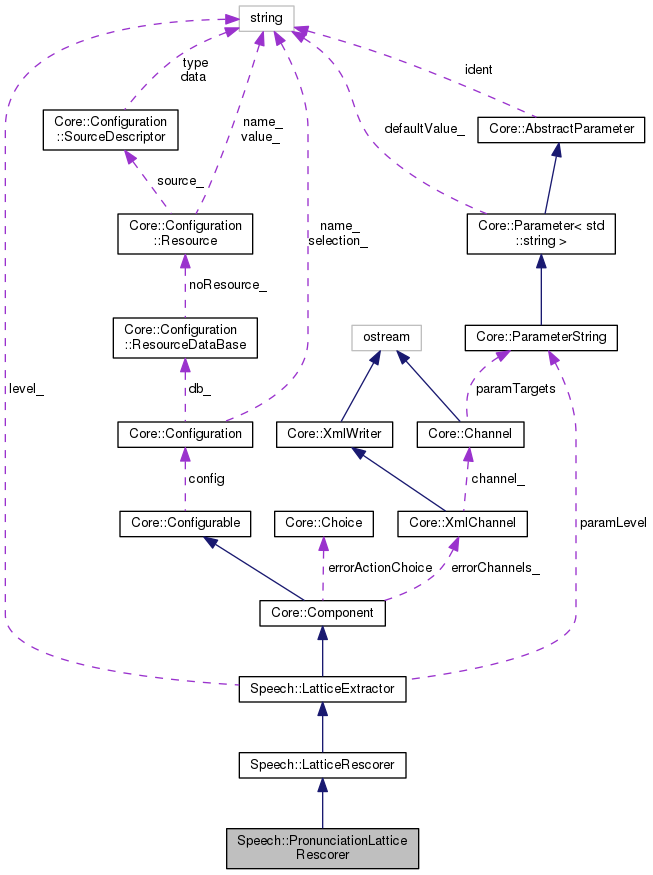 string
type
data
ident
Core::Configuration
::SourceDescriptor
name_
value_
defaultValue_
Core::AbstractParameter
source_
Core::Configuration
::Resource
name_
selection_
Core::Parameter< std
::string >
noResource_
Core::Configuration
::ResourceDataBase
ostream
Core::ParameterString
level_
db_
paramTargets
Core::Configuration
Core::XmlWriter
Core::Channel
config
channel_
Core::Configurable
Core::Choice
Core::XmlChannel
paramLevel
errorActionChoice
errorChannels_
Core::Component
Speech::LatticeExtractor
Speech::LatticeRescorer
Speech::PronunciationLattice
Rescorer